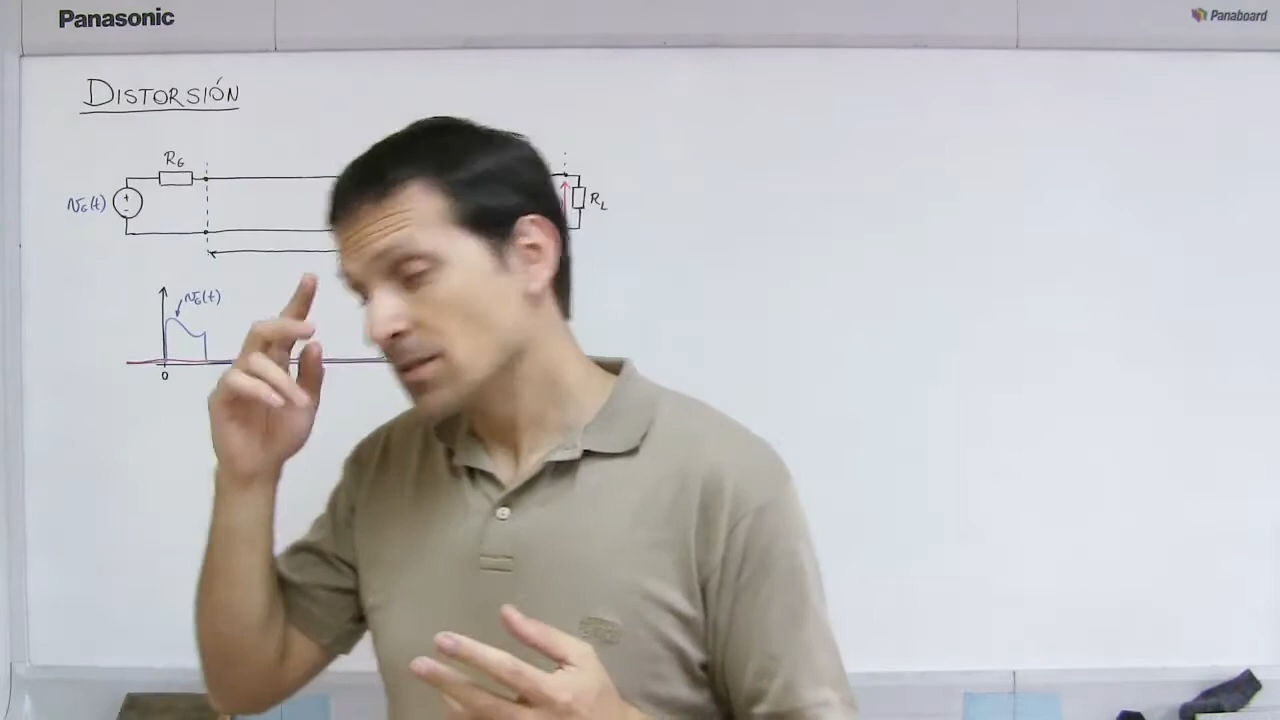 Panasonic
Panaboard
DISTORSIÓN
R_G
v_G(t)
R_L
v_G(t)
0